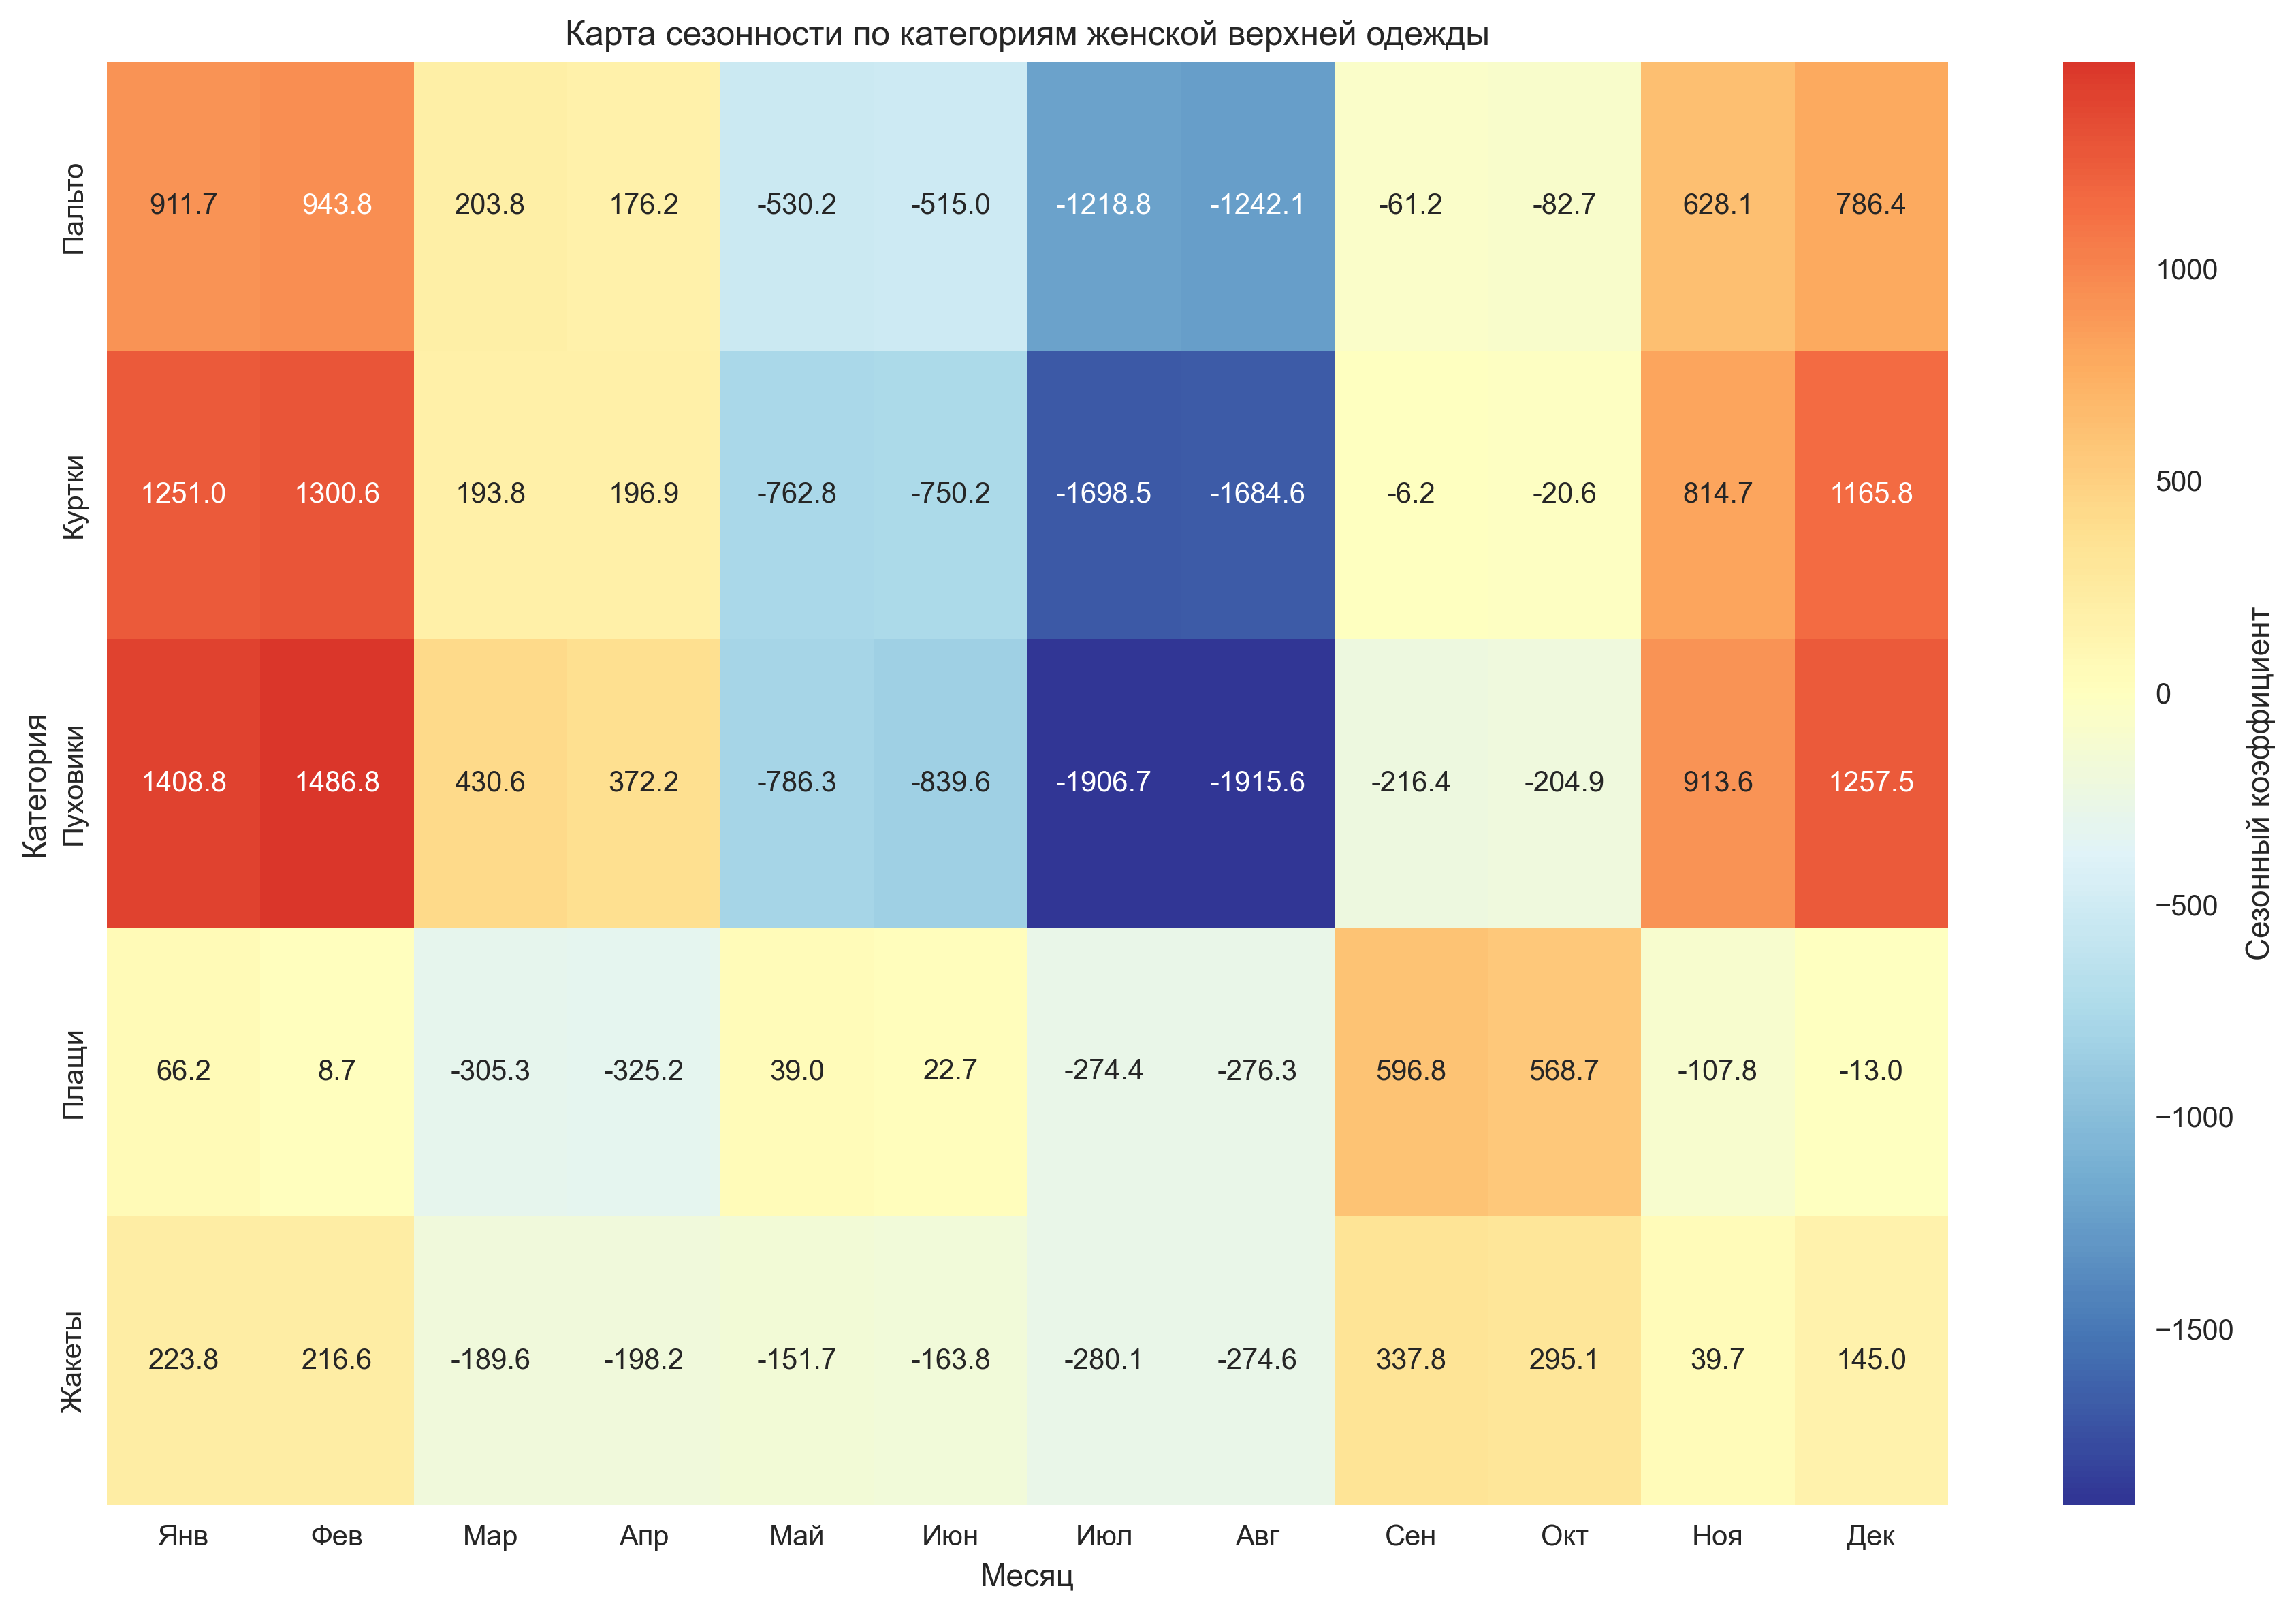 Карта сезонности по категориям женской верхней одежды
Категория
Пальто
911.7 943.8 203.8 176.2 -530.2 -515.0 -1218.8 -1242.1 -61.2 -82.7 628.1 786.4
Куртки
1251.0 1300.6 193.8 196.9 -762.8 -750.2 -1698.5 -1684.6 -6.2 -20.6 814.7 1165.8
Пуховики
1408.8 1486.8 430.6 372.2 -786.3 -839.6 -1906.7 -1915.6 -216.4 -204.9 913.6 1257.5
Плащи
66.2 8.7 -305.3 -325.2 39.0 22.7 -274.4 -276.3 596.8 568.7 -107.8 -13.0
Жакеты
223.8 216.6 -189.6 -198.2 -151.7 -163.8 -280.1 -274.6 337.8 295.1 39.7 145.0
Янв Фев Мар Апр Май Июн Июл Авг Сен Окт Ноя Дек
Месяц
1000
500
0
−500
−1000
−1500
Сезонный коэффициент